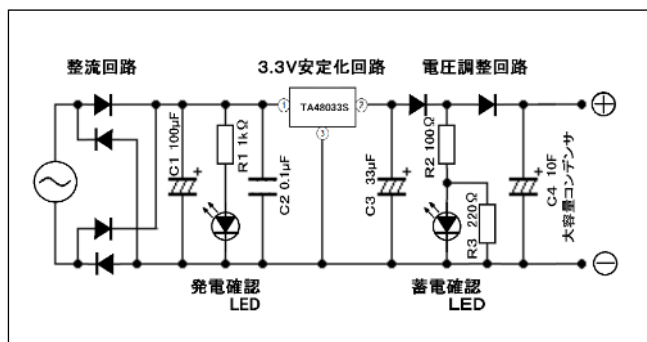 整流回路
3.3V安定化回路
電圧調整回路
C1 100μF
+
R1 1kΩ
C2 0.1μF
1
TA48033S
2
3
C3 33μF
+
R2 100Ω
R3 220Ω
+
C4 10F
大容量コンデンサ
+
−
発電確認
LED
蓄電確認
LED